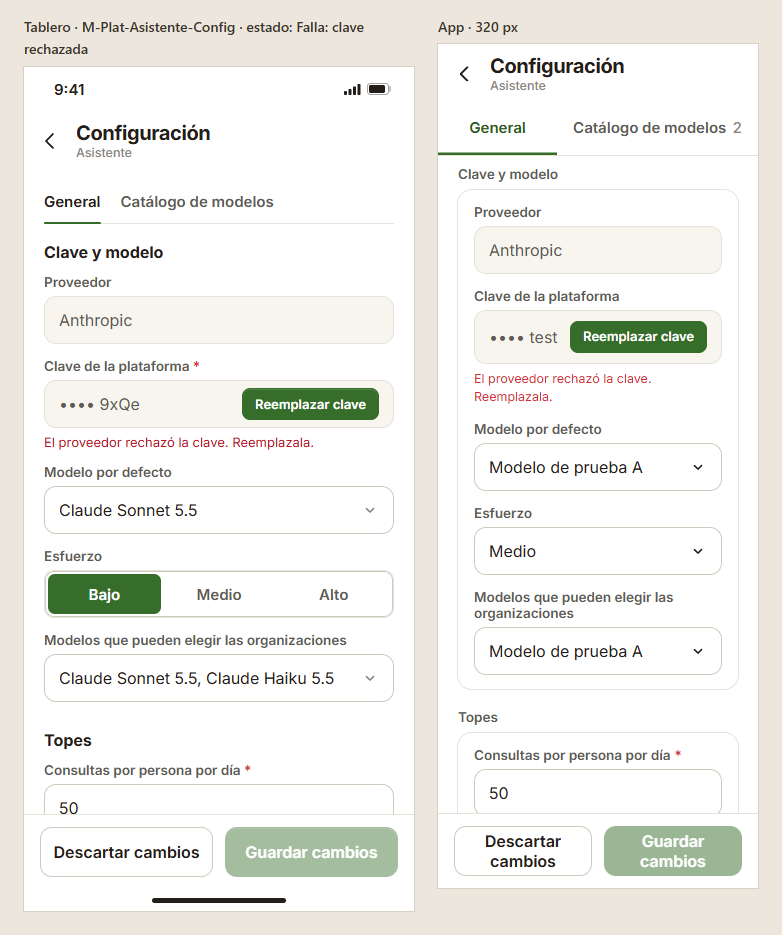 Tablero · M-Plat-Asistente-Config · estado: Falla: clave
rechazada
9:41
Configuración
Asistente
General
Catálogo de modelos
Clave y modelo
Proveedor
Anthropic
Clave de la plataforma *
•••• 9xQe
Reemplazar clave
El proveedor rechazó la clave. Reemplazala.
Modelo por defecto
Claude Sonnet 5.5
Esfuerzo
Bajo
Medio
Alto
Modelos que pueden elegir las organizaciones
Claude Sonnet 5.5, Claude Haiku 5.5
Topes
Consultas por persona por día *
50
Descartar cambios
Guardar cambios
App · 320 px
Configuración
Asistente
General
Catálogo de modelos 2
Clave y modelo
Proveedor
Anthropic
Clave de la plataforma
•••• test
Reemplazar clave
El proveedor rechazó la clave.
Reemplazala.
Modelo por defecto
Modelo de prueba A
Esfuerzo
Medio
Modelos que pueden elegir las
organizaciones
Modelo de prueba A
Topes
Consultas por persona por día *
50
Descartar
cambios
Guardar
cambios